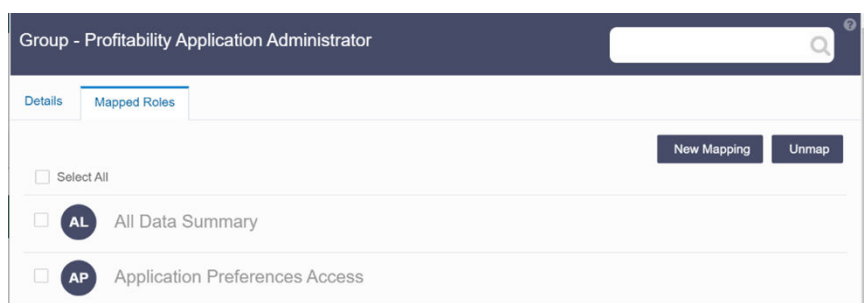 Group - Profitability Application Administrator
?
Details Mapped Roles
New Mapping Unmap
Select All
AL All Data Summary
AP Application Preferences Access